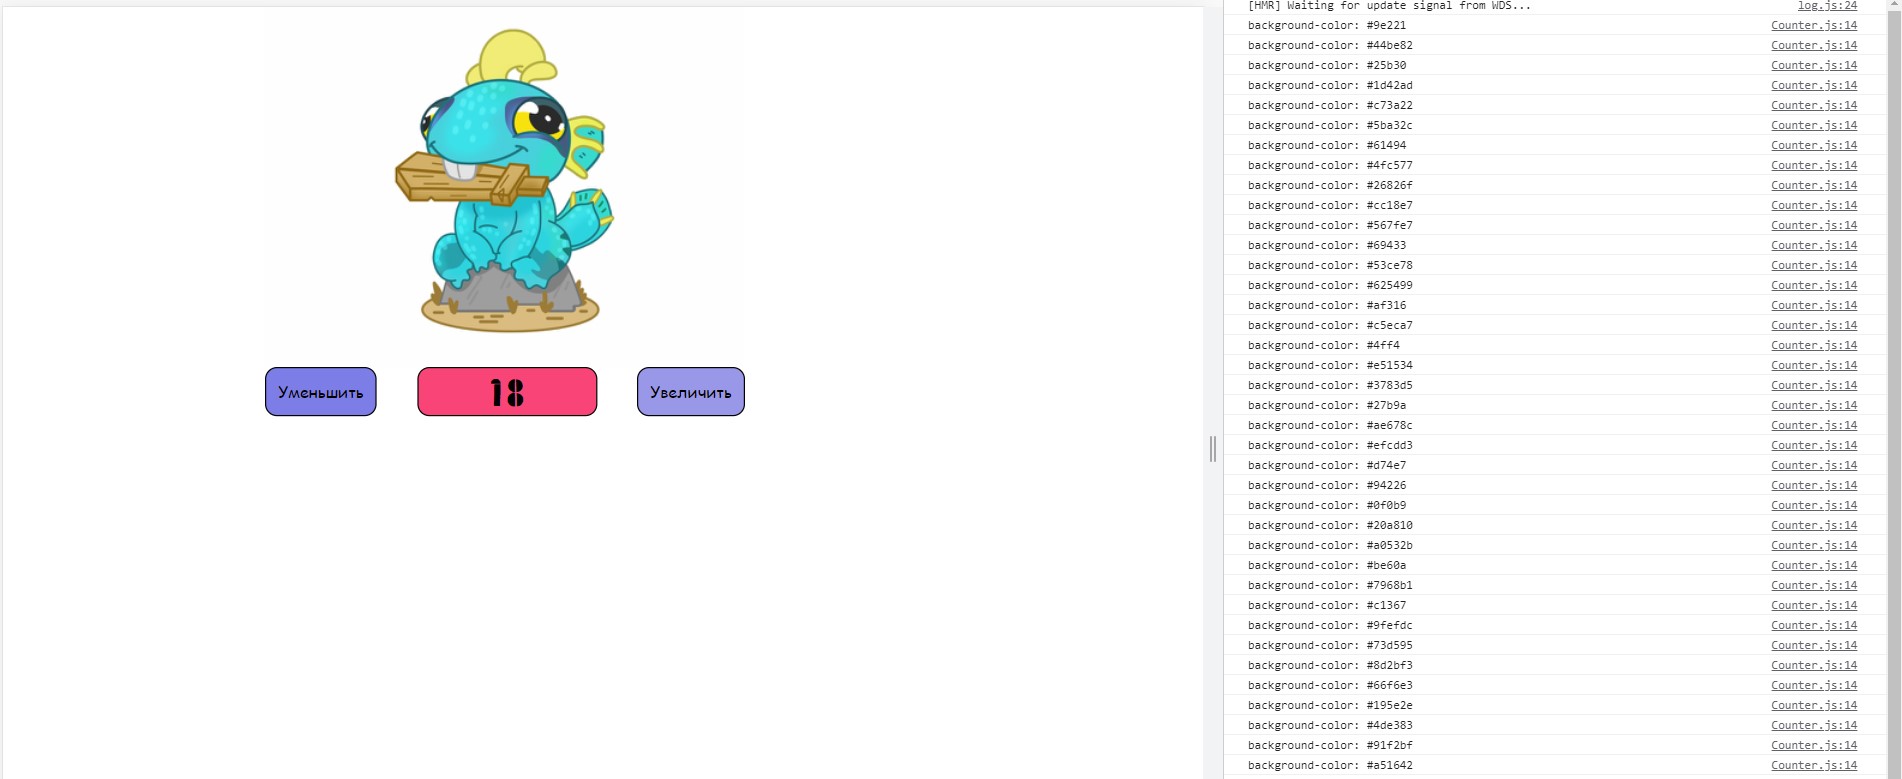 Уменьшить
18
Увеличить
[HMR] Waiting for update signal from WDS... log.js:24
background-color: #9e221 Counter.js:14
background-color: #44be82 Counter.js:14
background-color: #25b30 Counter.js:14
background-color: #1d42ad Counter.js:14
background-color: #c73a22 Counter.js:14
background-color: #5ba32c Counter.js:14
background-color: #61494 Counter.js:14
background-color: #4fc577 Counter.js:14
background-color: #26826f Counter.js:14
background-color: #cc18e7 Counter.js:14
background-color: #567fe7 Counter.js:14
background-color: #69433 Counter.js:14
background-color: #53ce78 Counter.js:14
background-color: #625499 Counter.js:14
background-color: #af316 Counter.js:14
background-color: #c5eca7 Counter.js:14
background-color: #4ff4 Counter.js:14
background-color: #e51534 Counter.js:14
background-color: #3783d5 Counter.js:14
background-color: #27b9a Counter.js:14
background-color: #ae678c Counter.js:14
background-color: #efcdd3 Counter.js:14
background-color: #d74e7 Counter.js:14
background-color: #94226 Counter.js:14
background-color: #0f0b9 Counter.js:14
background-color: #20a810 Counter.js:14
background-color: #a0532b Counter.js:14
background-color: #be60a Counter.js:14
background-color: #7968b1 Counter.js:14
background-color: #c1367 Counter.js:14
background-color: #9fefdc Counter.js:14
background-color: #73d595 Counter.js:14
background-color: #8d2bf3 Counter.js:14
background-color: #66f6e3 Counter.js:14
background-color: #195e2e Counter.js:14
background-color: #4de383 Counter.js:14
background-color: #91f2bf Counter.js:14
background-color: #a51642 Counter.js:14